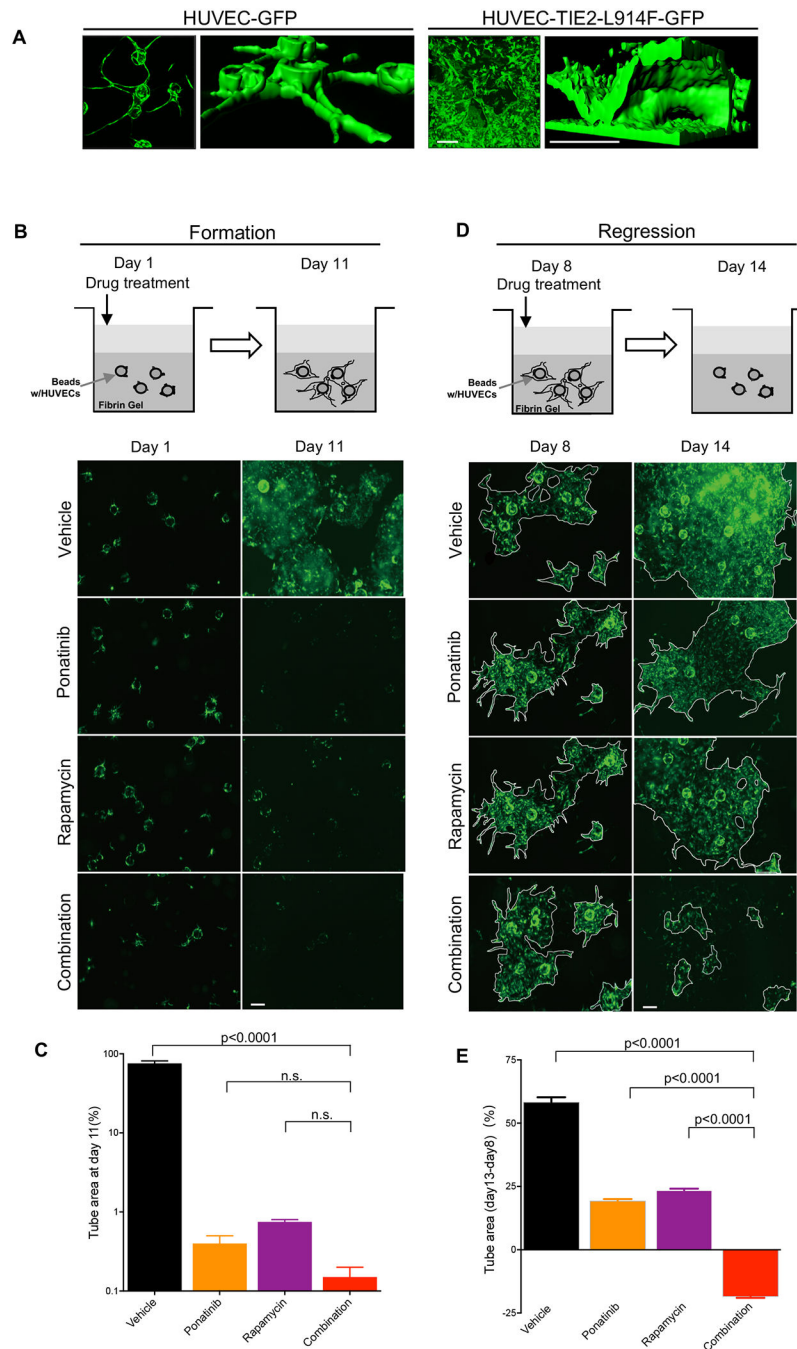 A
HUVEC-GFP
HUVEC-TIE2-L914F-GFP
B
Formation
Day 1
Day 11
Drug treatment
Beads
w/HUVECs
Fibrin Gel
Day 1
Day 11
Vehicle
Ponatinib
Rapamycin
Combination
D
Regression
Day 8
Day 14
Drug treatment
Beads
w/HUVECs
Fibrin Gel
Day 8
Day 14
Vehicle
Ponatinib
Rapamycin
Combination
C
p<0.0001
n.s.
n.s.
Tube area at day 11(%)
100
10
1
0.1
Vehicle
Ponatinib
Rapamycin
Combination
E
p<0.0001
p<0.0001
p<0.0001
Tube area (day13-day8) (%)
75
50
25
0
-25
Vehicle
Ponatinib
Rapamycin
Combination